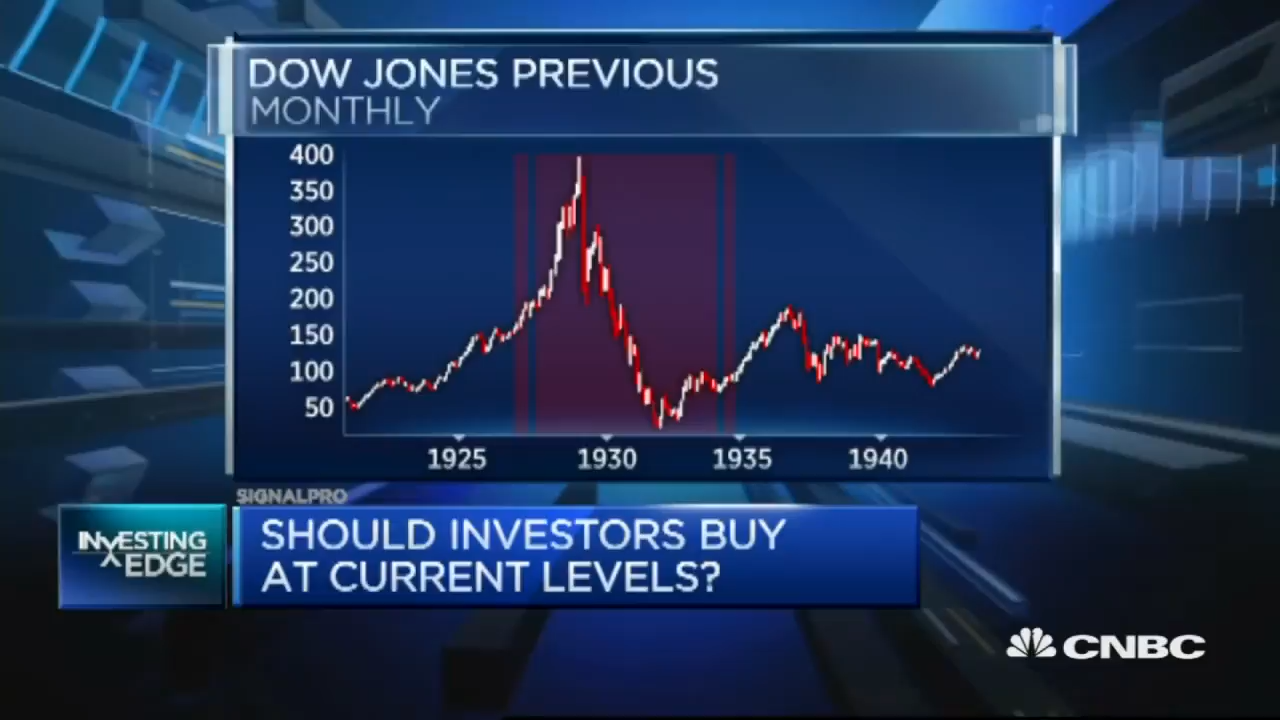 DOW JONES PREVIOUS
MONTHLY
400
350
300
250
200
150
100
50
1925 1930 1935 1940
SIGNALPRO
INVESTING
EDGE
SHOULD INVESTORS BUY
AT CURRENT LEVELS?
CNBC